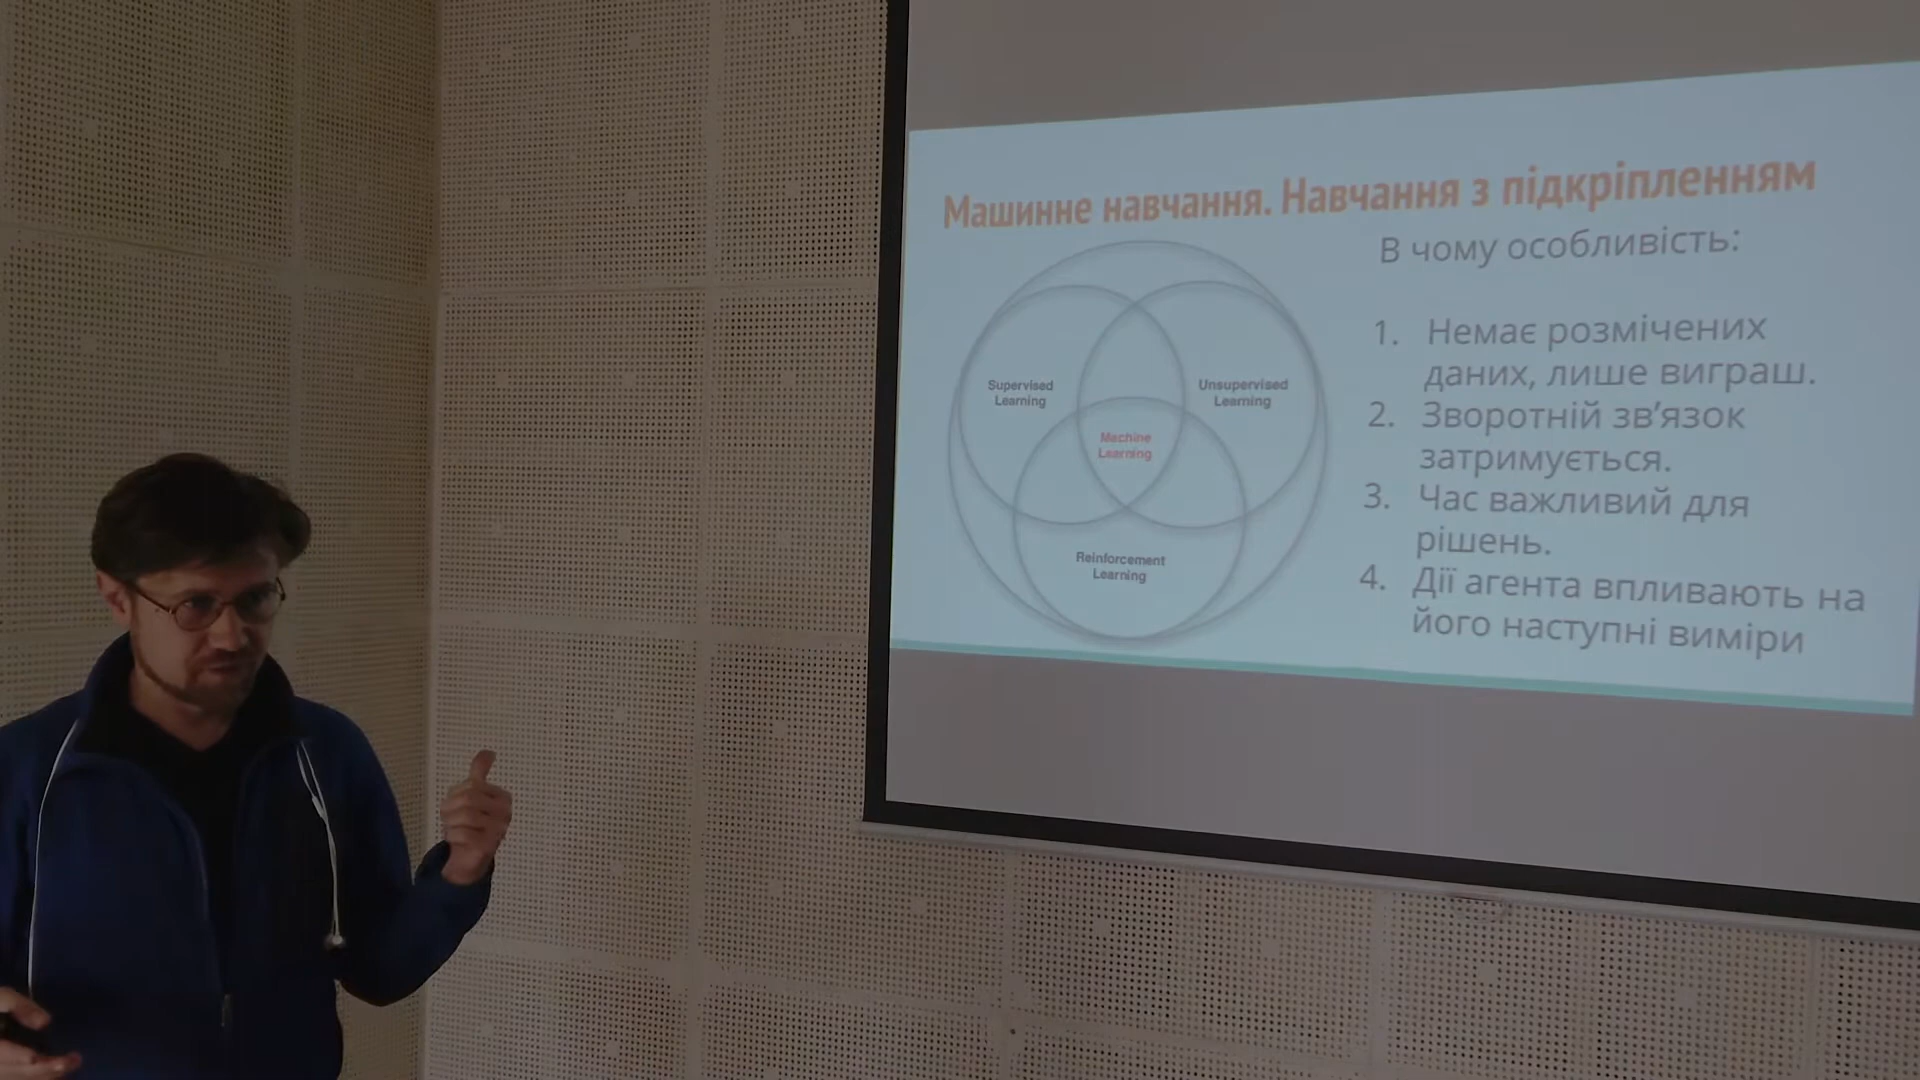 Машинне навчання. Навчання з підкріпленням
Supervised
Learning
Unsupervised
Learning
Machine
Learning
Reinforcement
Learning
В чому особливість:
1. Немає розмічених
даних, лише виграш.
2. Зворотній зв’язок
затримується.
3. Час важливий для
рішень.
4. Дії агента впливають на
його наступні виміри